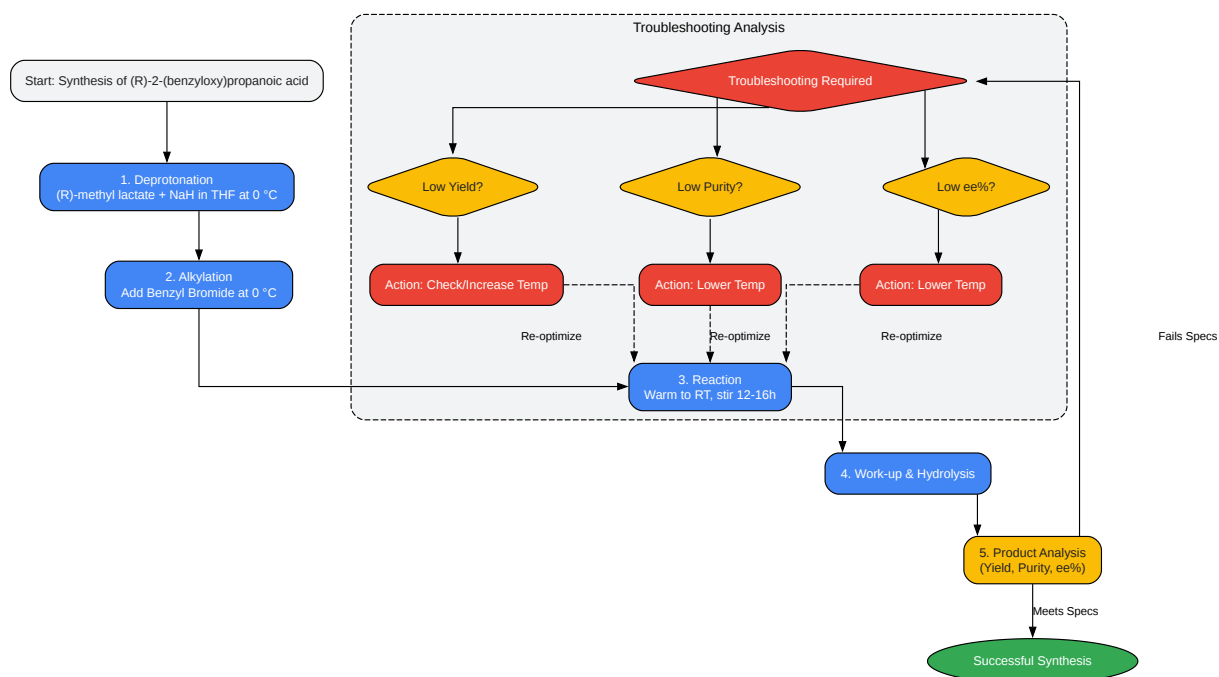 Troubleshooting Analysis
Start: Synthesis of (R)-2-(benzyloxy)propanoic acid
Troubleshooting Required
1. Deprotonation
(R)-methyl lactate + NaH in THF at 0 °C
Low Yield?
Low Purity?
Low ee%?
2. Alkylation
Add Benzyl Bromide at 0 °C
Action: Check/Increase Temp
Action: Lower Temp
Action: Lower Temp
Re-optimize
Re-optimize
Re-optimize
Fails Specs
3. Reaction
Warm to RT, stir 12-16h
4. Work-up & Hydrolysis
5. Product Analysis
(Yield, Purity, ee%)
Meets Specs
Successful Synthesis